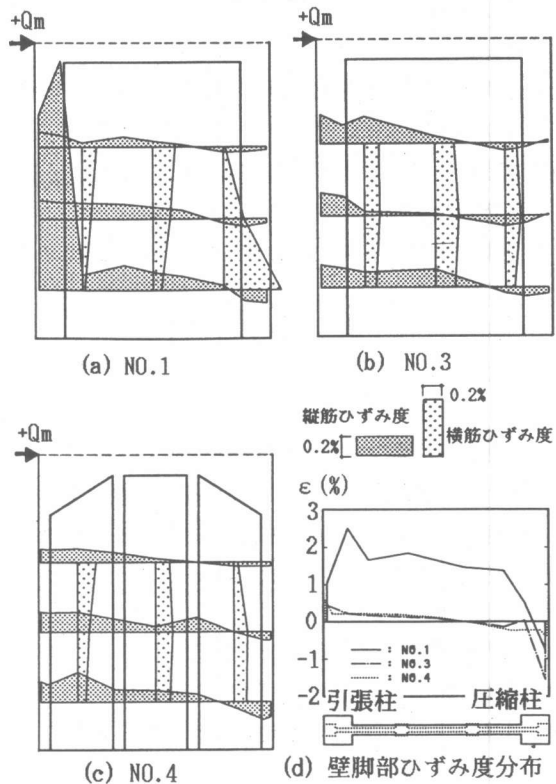 +Qm
+Qm
(a) NO.1
(b) NO.3
+Qm
0.2%
縦筋ひずみ度
横筋ひずみ度
0.2%
ε(%)
3
2
1
0
-1
-2
: NO.1
: NO.3
: NO.4
引張柱
圧縮柱
(c) NO.4
(d) 壁脚部ひずみ度分布